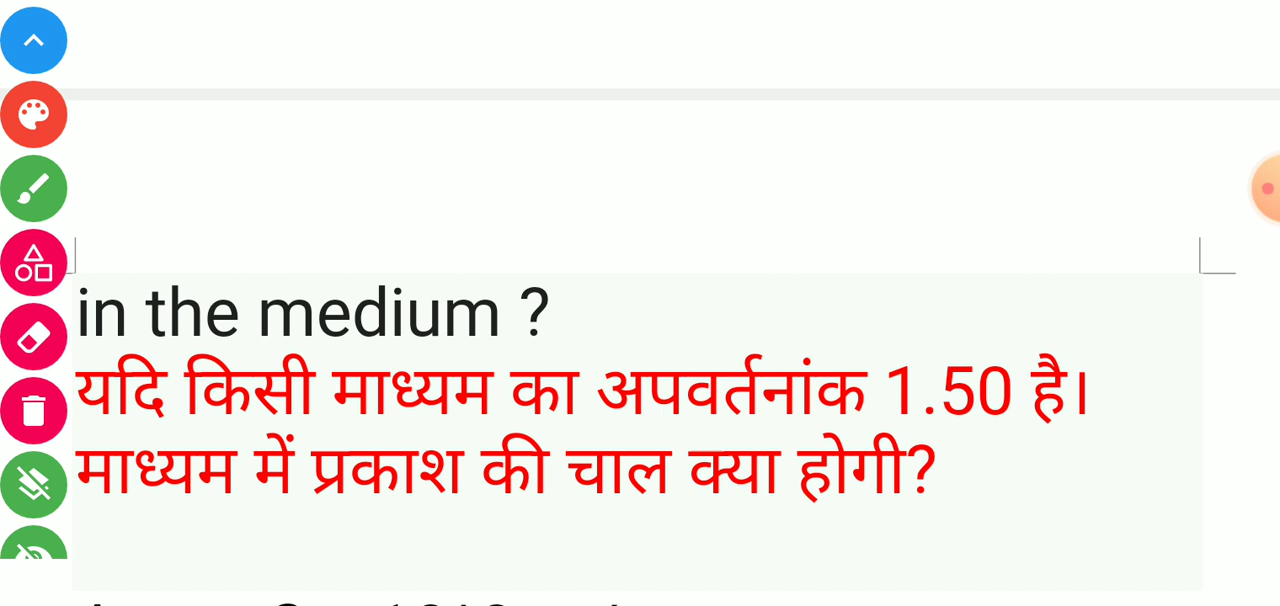 in the medium ?
यदि किसी माध्यम का अपवर्तनांक 1.50 है।
माध्यम में प्रकाश की चाल क्या होगी?